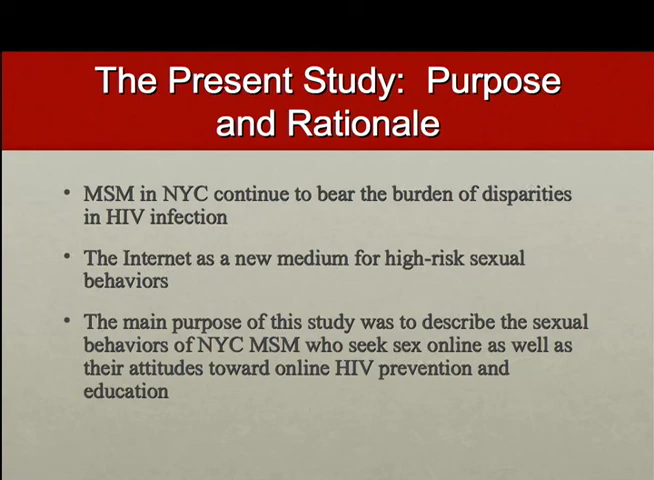 The Present Study:  Purpose
and Rationale
• MSM in NYC continue to bear the burden of disparities
in HIV infection
• The Internet as a new medium for high-risk sexual
behaviors
• The main purpose of this study was to describe the sexual
behaviors of NYC MSM who seek sex online as well as
their attitudes toward online HIV prevention and
education